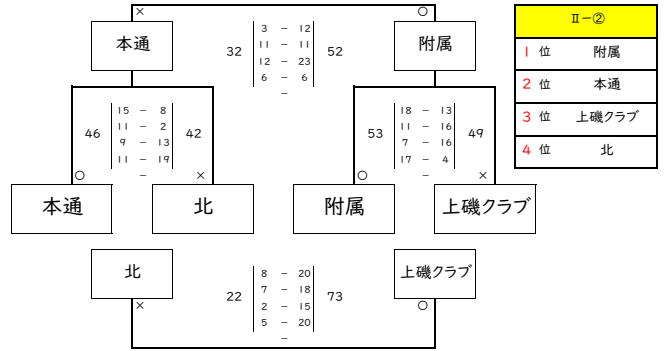 × ○
本通 附属
32 52
3 − 12
11 − 11
12 − 23
6 − 6
−
46 42
15 − 8
11 − 2
9 − 13
11 − 19
−
53 49
18 − 13
11 − 16
7 − 16
17 − 4
−
○ × ○ ×
本通 北 附属 上磯クラブ
北 上磯クラブ
22 73
8 − 20
7 − 18
2 − 15
5 − 20
−
× ○
Ⅱ−②
1 位 附属
2 位 本通
3 位 上磯クラブ
4 位 北